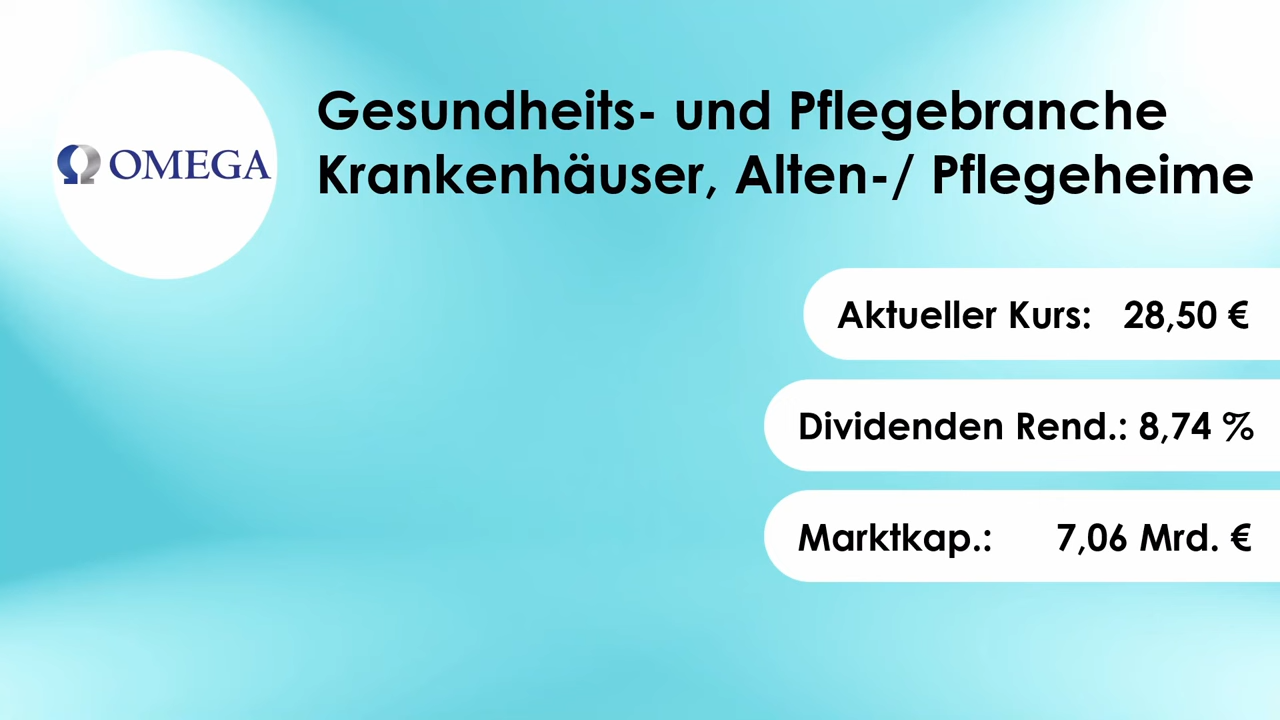 OMEGA
Gesundheits- und Pflegebranche
Krankenhäuser, Alten-/ Pflegeheime
Aktueller Kurs: 28,50 €
Dividenden Rend.: 8,74 %
Marktkap.: 7,06 Mrd. €